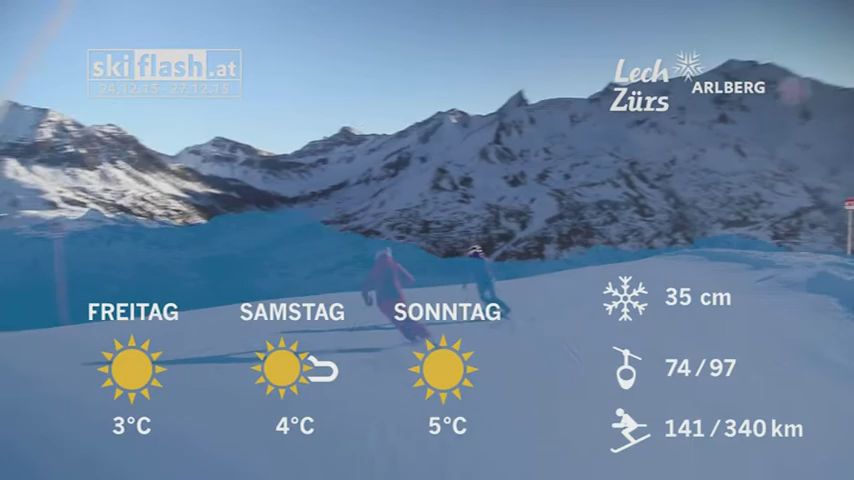 skiflash.at
24.12.15 - 27.12.15
Lech
Zürs
ARLBERG
FREITAG SAMSTAG SONNTAG
35 cm
74 / 97
3°C 4°C 5°C
141 / 340 km